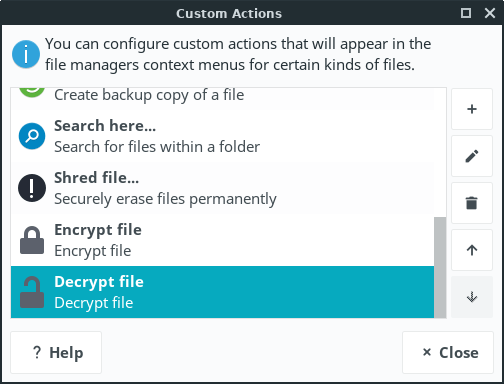 Custom Actions
You can configure custom actions that will appear in the
file managers context menus for certain kinds of files.
Create backup copy of a file
Search here...
Search for files within a folder
Shred file...
Securely erase files permanently
Encrypt file
Encrypt file
Decrypt file
Decrypt file
? Help
× Close